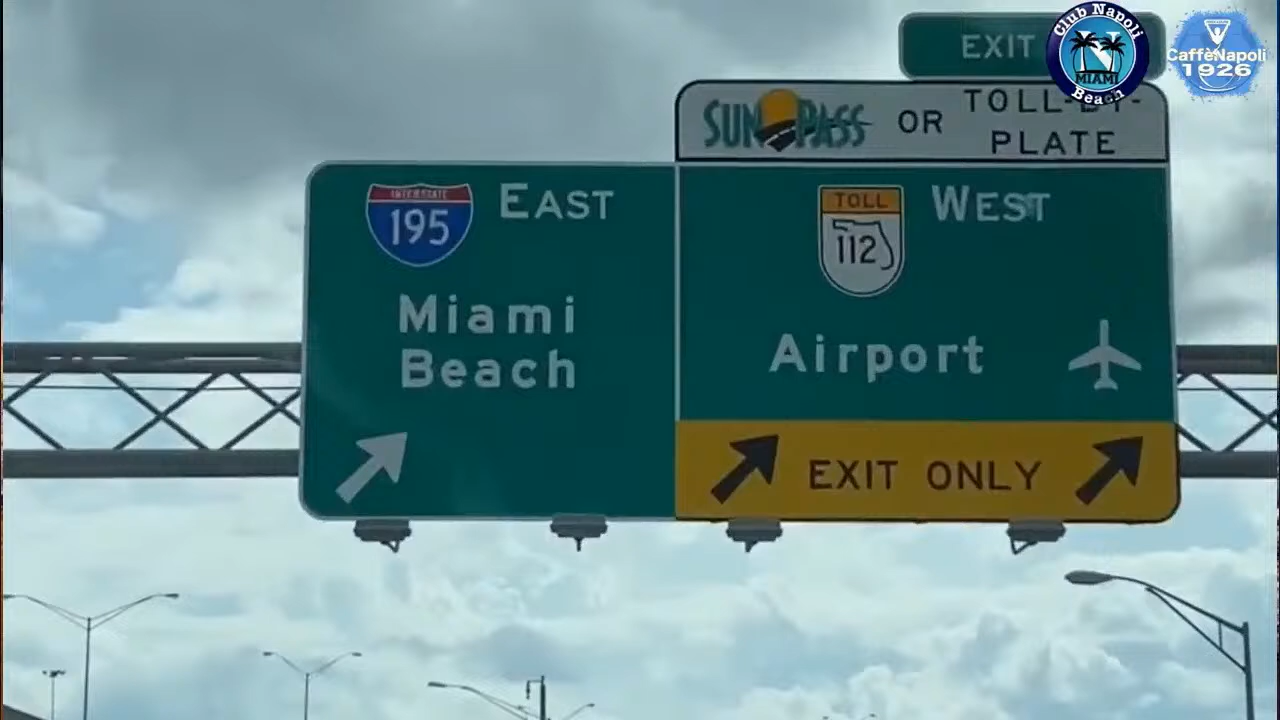 EXIT
Club Napoli
MIAMI
Beach
CaffèNapoli
1926
SUNPASS OR TOLL-BY-
PLATE
INTERSTATE
195 EAST
TOLL
112 WEST
Miami
Beach
Airport
EXIT ONLY